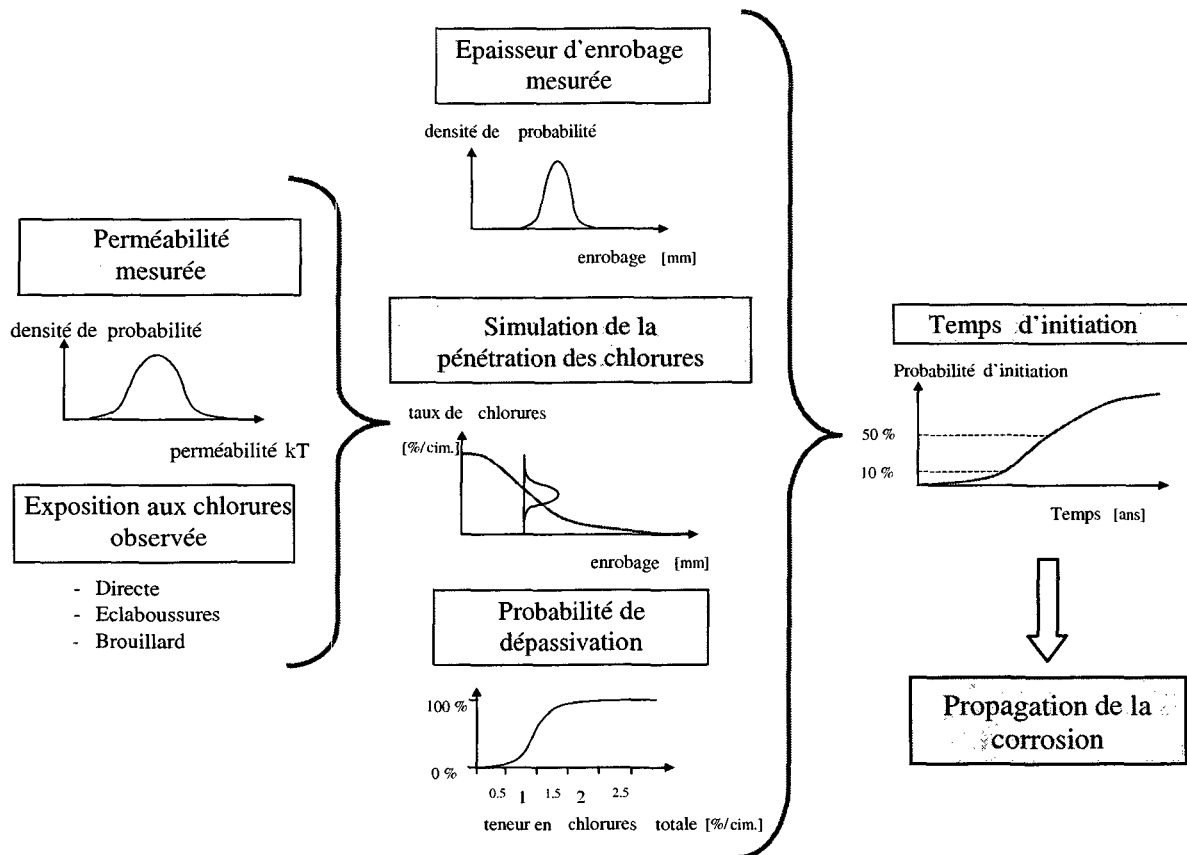 Perméabilité
mesurée
densité de probabilité
perméabilité kT
Exposition aux chlorures
observée
- Directe
- Eclaboussures
- Brouillard
Epaisseur d'enrobage
mesurée
densité de probabilité
enrobage [mm]
Simulation de la
pénétration des chlorures
taux de chlorures
[%/cim.]
enrobage [mm]
Probabilité de
dépassivation
100 %
0 %
0.5 1 1.5 2 2.5
teneur en chlorures totale [%/cim.]
Temps d'initiation
Probabilité d'initiation
50 %
10 %
Temps [ans]
Propagation de la
corrosion